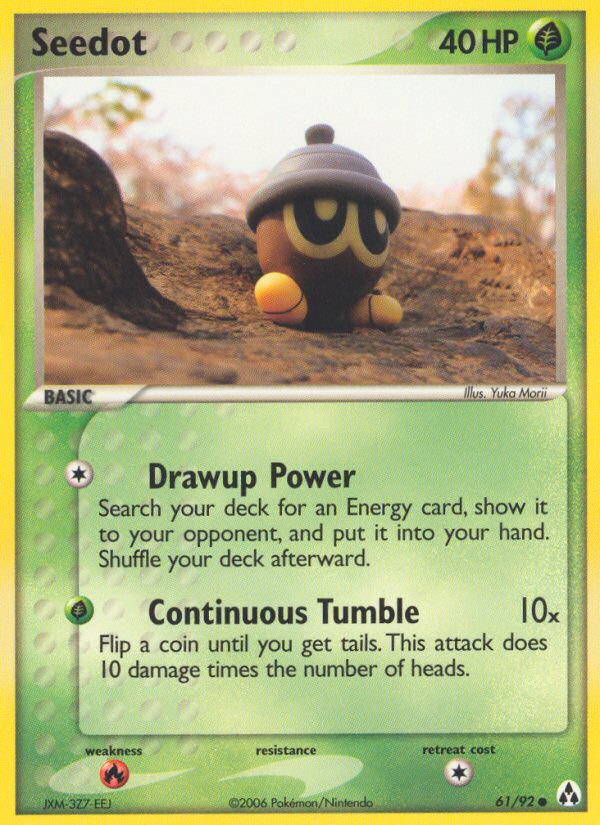 Seedot
40 HP
BASIC
Illus. Yuka Morii
Drawup Power
Search your deck for an Energy card, show it
to your opponent, and put it into your hand.
Shuffle your deck afterward.
Continuous Tumble 10x
Flip a coin until you get tails. This attack does
10 damage times the number of heads.
weakness resistance retreat cost
JXM-3Z7-EEJ ©2006 Pokémon/Nintendo 61/92